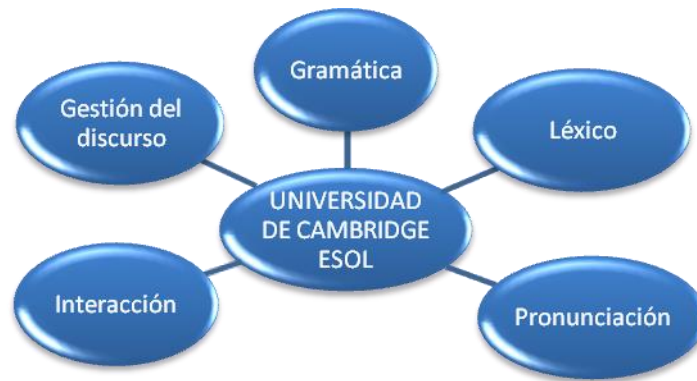 Gramática
Gestión del
discurso
Léxico
UNIVERSIDAD
DE CAMBRIDGE
ESOL
Interacción
Pronunciación